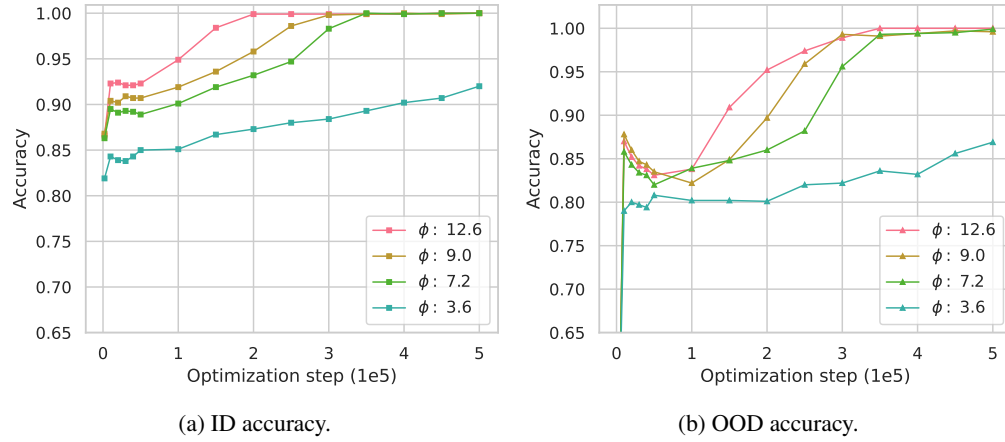 1.00
0.95
0.90
0.85
0.80
0.75
0.70
0.65
Accuracy
0 1 2 3 4 5
Optimization step (1e5)
ϕ : 12.6
ϕ : 9.0
ϕ : 7.2
ϕ : 3.6
(a) ID accuracy.
1.00
0.95
0.90
0.85
0.80
0.75
0.70
0.65
Accuracy
0 1 2 3 4 5
Optimization step (1e5)
ϕ : 12.6
ϕ : 9.0
ϕ : 7.2
ϕ : 3.6
(b) OOD accuracy.